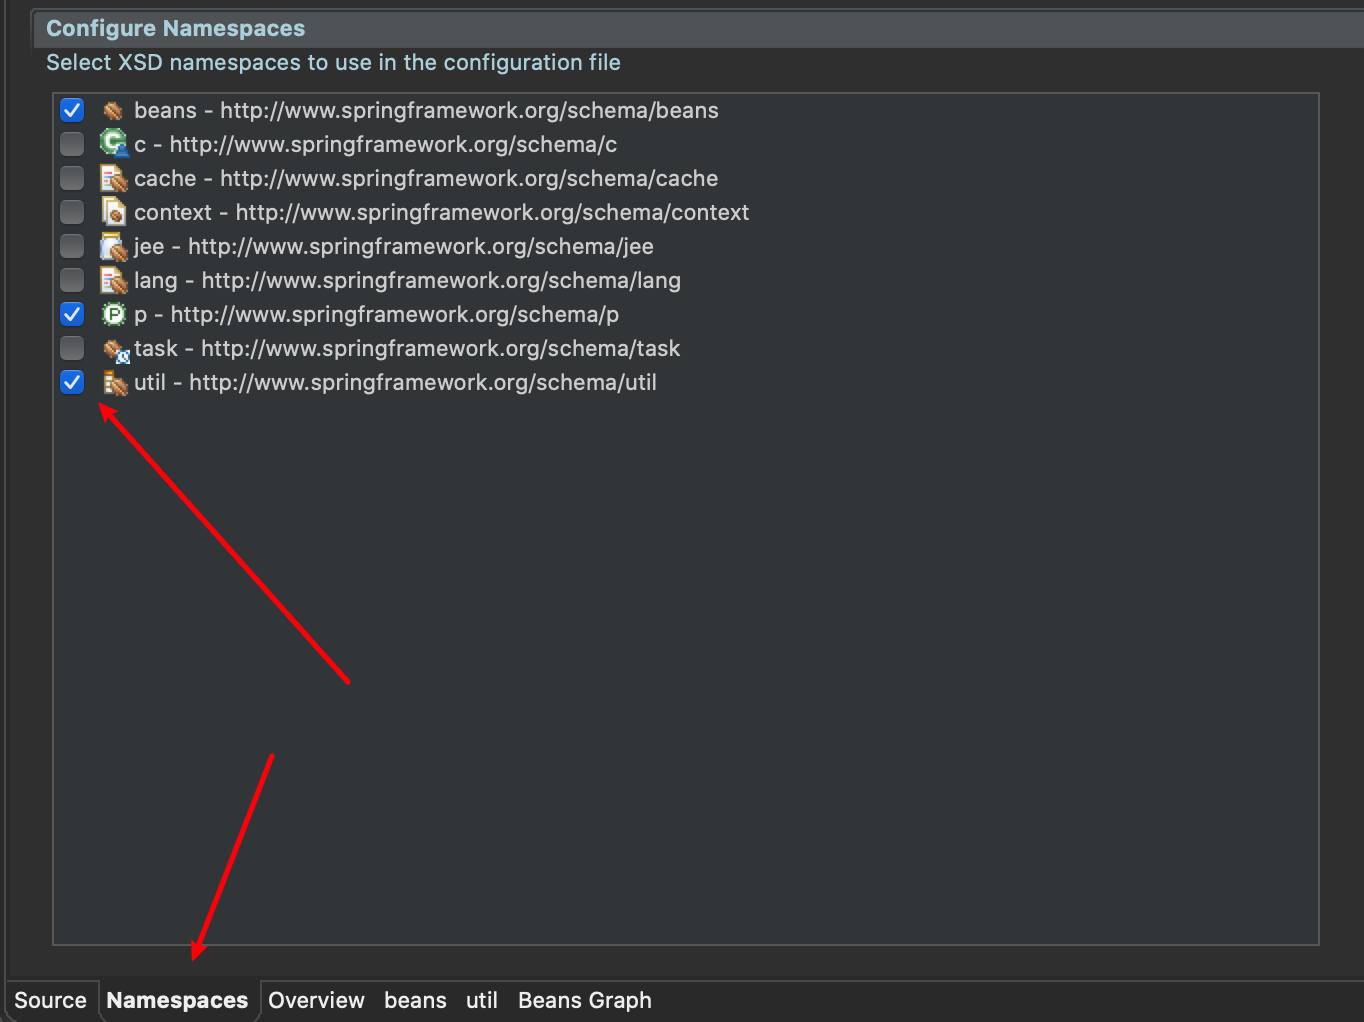 Configure Namespaces
Select XSD namespaces to use in the configuration file
beans - http://www.springframework.org/schema/beans
c - http://www.springframework.org/schema/c
cache - http://www.springframework.org/schema/cache
context - http://www.springframework.org/schema/context
jee - http://www.springframework.org/schema/jee
lang - http://www.springframework.org/schema/lang
p - http://www.springframework.org/schema/p
task - http://www.springframework.org/schema/task
util - http://www.springframework.org/schema/util
Source Namespaces Overview beans util Beans Graph